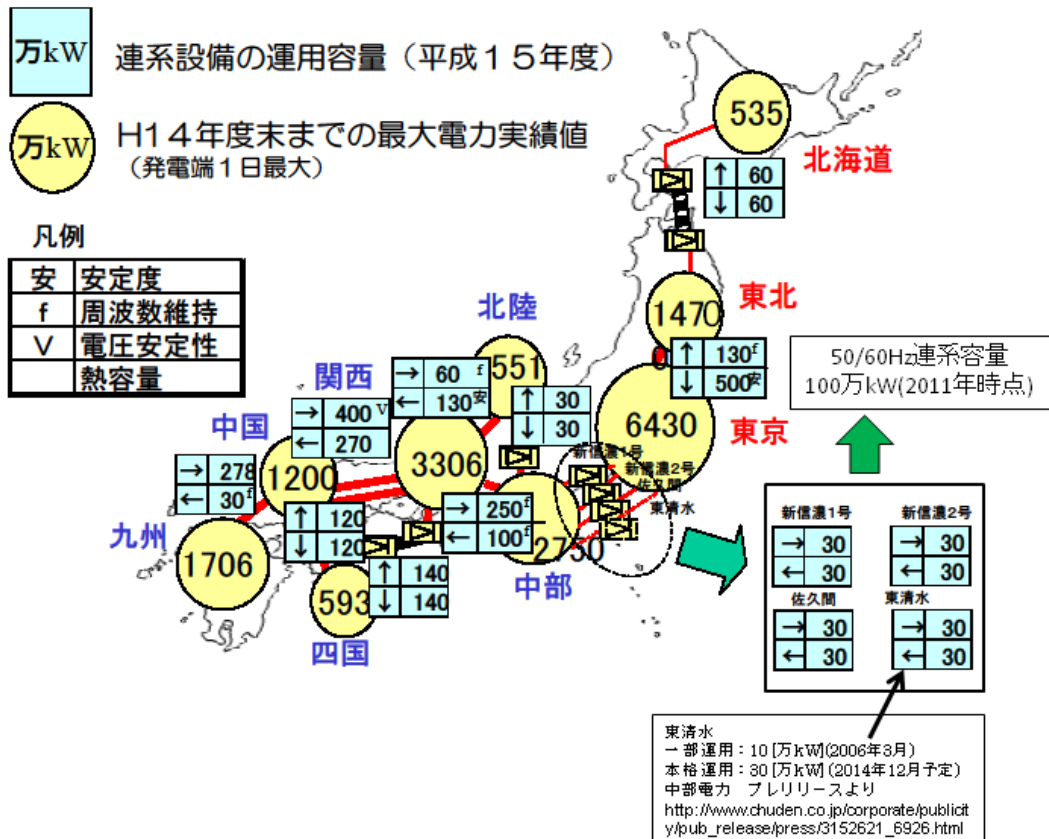 万kW 連系設備の運用容量(平成15年度)
万kW H14年度末までの最大電力実績値
(発電端1日最大)
凡例
安 安定度
f 周波数維持
V 電圧安定性
熱容量
535
北海道
↑ 60
↓ 60
1470
東北
↑ 130f
↓ 500安
6430
東京
50/60Hz連系容量
100万kW(2011年時点)
北陸
551
関西
→ 60 f
← 130安
↑ 30
↓ 30
→ 400V
← 270
中国
1200
3306
→ 278
← 30f
九州
1706
↑ 120
↓ 120
→ 250f
← 100f
2750
中部
593
四国
↑ 140
↓ 140
新信濃1号
新信濃2号
佐久間
東清水
新信濃1号 新信濃2号
→ 30 → 30
← 30 ← 30
佐久間 東清水
→ 30 → 30
← 30 ← 30
東清水
一部運用:10[万kW](2006年3月)
本格運用:30[万kW](2014年12月予定)
中部電力 プレリリースより
http://www.chuden.co.jp/corporate/publicit
y/pub_release/press/3152621_6926.html